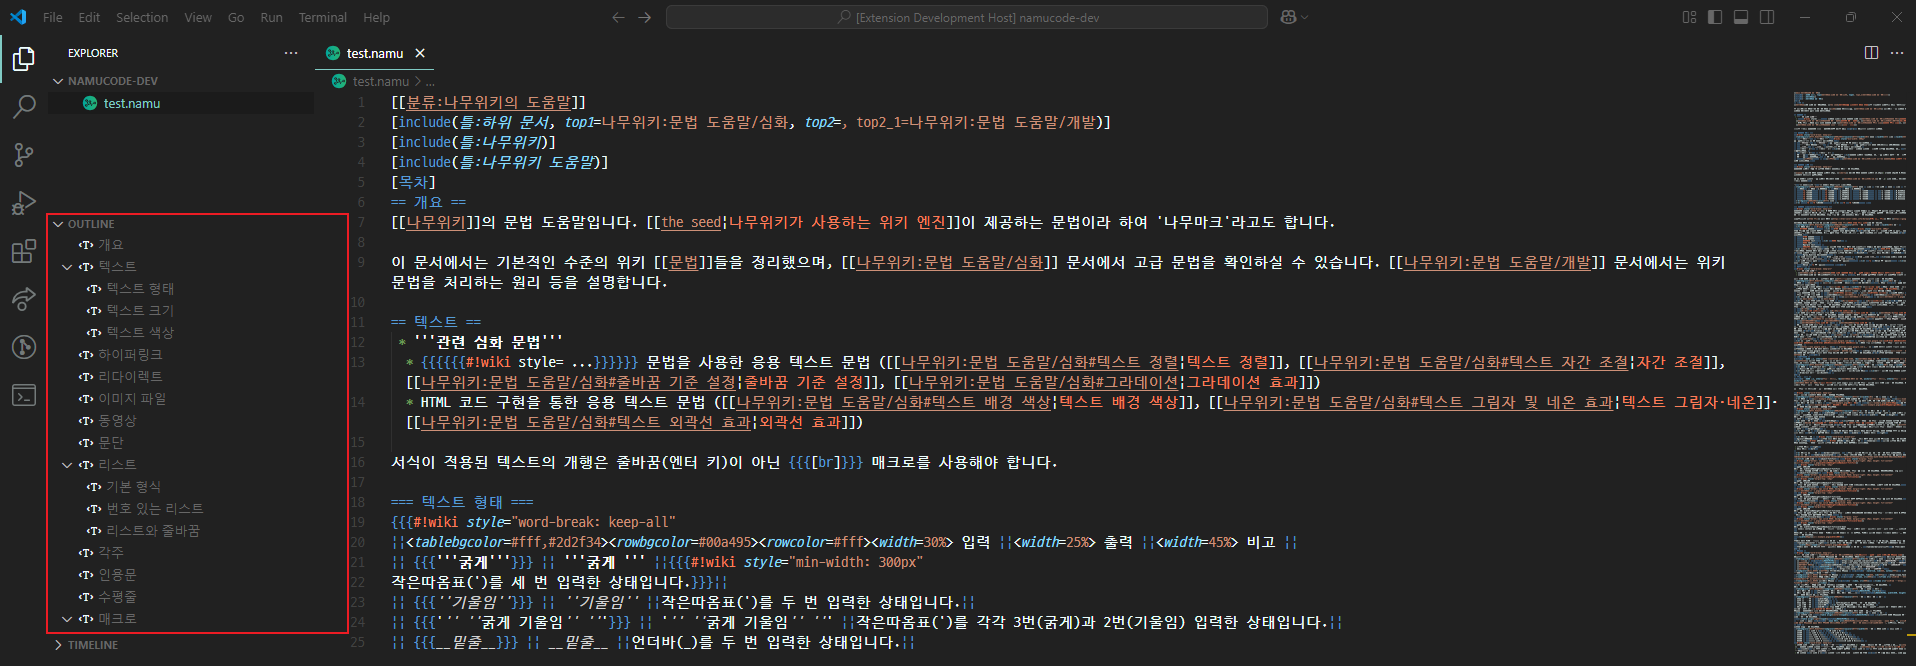 File Edit Selection View Go Run Terminal Help
[Extension Development Host] namucode-dev
EXPLORER
NAMUCODE-DEV
test.namu
OUTLINE
개요
텍스트
텍스트 형태
텍스트 크기
텍스트 색상
하이퍼링크
리다이렉트
이미지 파일
동영상
문단
리스트
기본 형식
번호 있는 리스트
리스트와 줄바꿈
각주
인용문
수평줄
매크로
TIMELINE
test.namu
test.namu > ...
1 [[분류:나무위키의 도움말]]
2 [include(틀:하위 문서, top1=나무위키:문법 도움말/심화, top2=, top2_1=나무위키:문법 도움말/개발)]
3 [include(틀:나무위키)]
4 [include(틀:나무위키 도움말)]
5 [목차]
6 == 개요 ==
7 [[나무위키]]의 문법 도움말입니다. [[the seed|나무위키가 사용하는 위키 엔진]]이 제공하는 문법이라 하여 '나무마크'라고도 합니다.
8
9 이 문서에서는 기본적인 수준의 위키 [[문법]]들을 정리했으며, [[나무위키:문법 도움말/심화]] 문서에서 고급 문법을 확인하실 수 있습니다. [[나무위키:문법 도움말/개발]] 문서에서는 위키
문법을 처리하는 원리 등을 설명합니다.
10
11 == 텍스트 ==
12 * '''관련 심화 문법'''
13 * {{{{{{#!wiki style= ...}}}}}} 문법을 사용한 응용 텍스트 문법 ([[나무위키:문법 도움말/심화#텍스트 정렬|텍스트 정렬]], [[나무위키:문법 도움말/심화#텍스트 자간 조절|자간 조절]],
[[나무위키:문법 도움말/심화#줄바꿈 기준 설정|줄바꿈 기준 설정]], [[나무위키:문법 도움말/심화#그라데이션|그라데이션 효과]])
14 * HTML 코드 구현을 통한 응용 텍스트 문법 ([[나무위키:문법 도움말/심화#텍스트 배경 색상|텍스트 배경 색상]], [[나무위키:문법 도움말/심화#텍스트 그림자 및 네온 효과|텍스트 그림자·네온]]·
[[나무위키:문법 도움말/심화#텍스트 외곽선 효과|외곽선 효과]])
15
16 서식이 적용된 텍스트의 개행은 줄바꿈(엔터 키)이 아닌 {{{[br]}}} 매크로를 사용해야 합니다.
17
18 === 텍스트 형태 ===
19 {{{#!wiki style="word-break: keep-all"
20 ||<tablebgcolor=#fff,#2d2f34><rowbgcolor=#00a495><rowcolor=#fff><width=30%> 입력 ||<width=25%> 출력 ||<width=45%> 비고 ||
21 || {{{'''굵게'''}}} || '''굵게 ''' ||{{{#!wiki style="min-width: 300px"
22 작은따옴표(')를 세 번 입력한 상태입니다.}}}||
23 || {{{''기울임''}}} || ''기울임'' ||작은따옴표(')를 두 번 입력한 상태입니다.||
24 || {{{''' ''굵게 기울임'' '''}}} || ''' ''굵게 기울임'' ''' ||작은따옴표(')를 각각 3번(굵게)과 2번(기울임) 입력한 상태입니다.||
25 || {{{__밑줄__}}} || __밑줄__ ||언더바(_)를 두 번 입력한 상태입니다.||